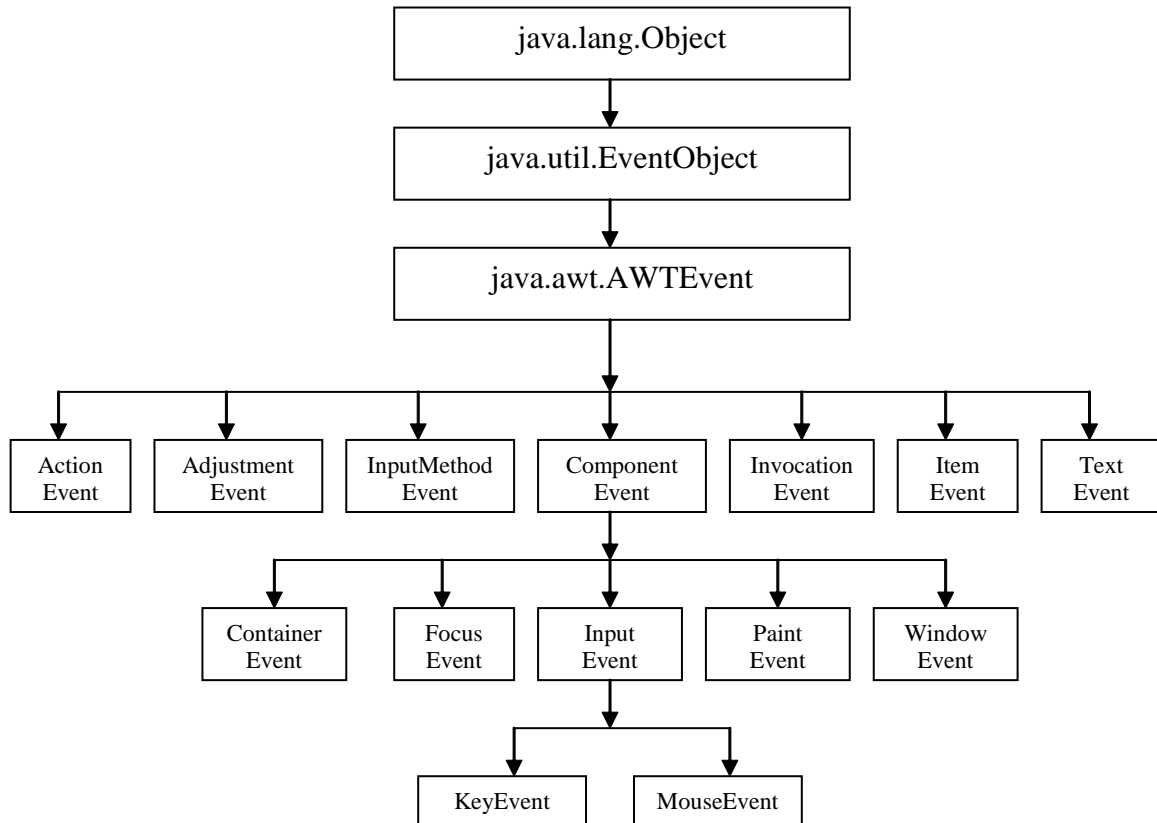 java.lang.Object
java.util.EventObject
java.awt.AWTEvent
Action
Event
Adjustment
Event
InputMethod
Event
Component
Event
Invocation
Event
Item
Event
Text
Event
Container
Event
Focus
Event
Input
Event
Paint
Event
Window
Event
KeyEvent
MouseEvent